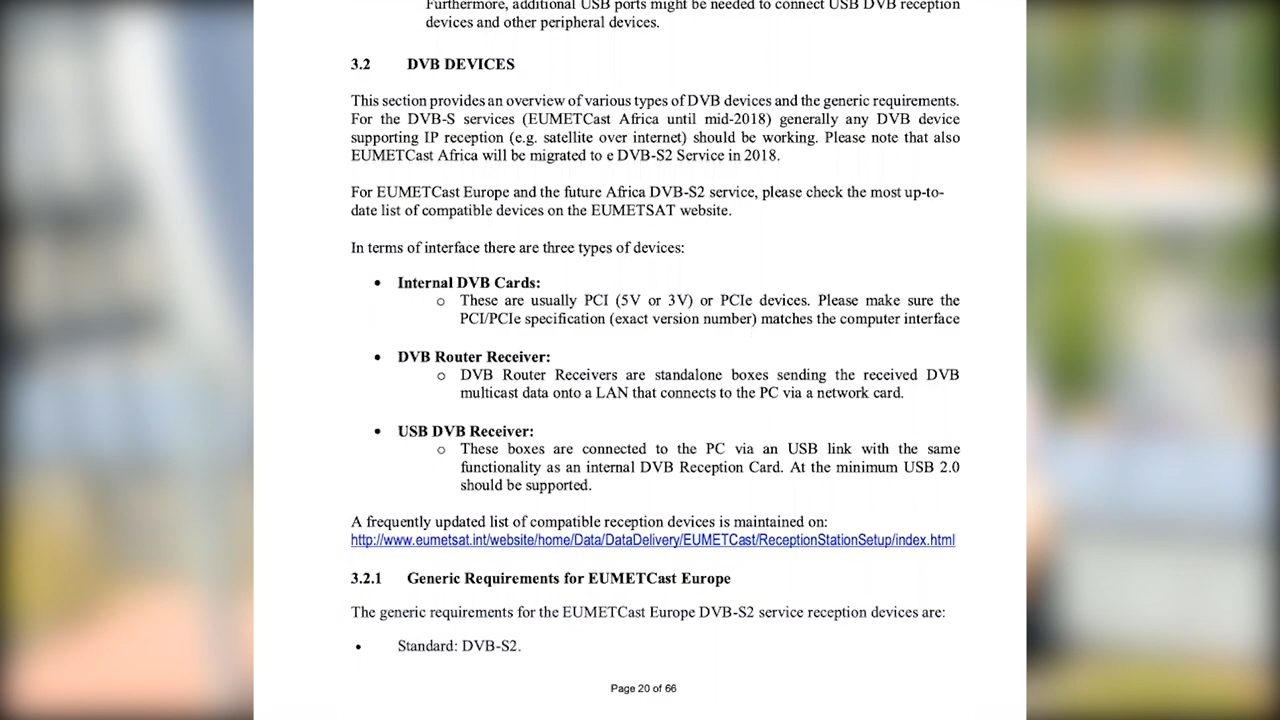 Furthermore, additional USB ports might be needed to connect USB DVB reception
devices and other peripheral devices.
3.2 DVB DEVICES
This section provides an overview of various types of DVB devices and the generic requirements.
For the DVB-S services (EUMETCast Africa until mid-2018) generally any DVB device
supporting IP reception (e.g. satellite over internet) should be working. Please note that also
EUMETCast Africa will be migrated to e DVB-S2 Service in 2018.
For EUMETCast Europe and the future Africa DVB-S2 service, please check the most up-to-
date list of compatible devices on the EUMETSAT website.
In terms of interface there are three types of devices:
• Internal DVB Cards:
o These are usually PCI (5V or 3V) or PCIe devices. Please make sure the
PCI/PCIe specification (exact version number) matches the computer interface
• DVB Router Receiver:
o DVB Router Receivers are standalone boxes sending the received DVB
multicast data onto a LAN that connects to the PC via a network card.
• USB DVB Receiver:
o These boxes are connected to the PC via an USB link with the same
functionality as an internal DVB Reception Card. At the minimum USB 2.0
should be supported.
A frequently updated list of compatible reception devices is maintained on:
http://www.eumetsat.int/website/home/Data/DataDelivery/EUMETCast/ReceptionStationSetup/index.html
3.2.1 Generic Requirements for EUMETCast Europe
The generic requirements for the EUMETCast Europe DVB-S2 service reception devices are:
• Standard: DVB-S2.
Page 20 of 66